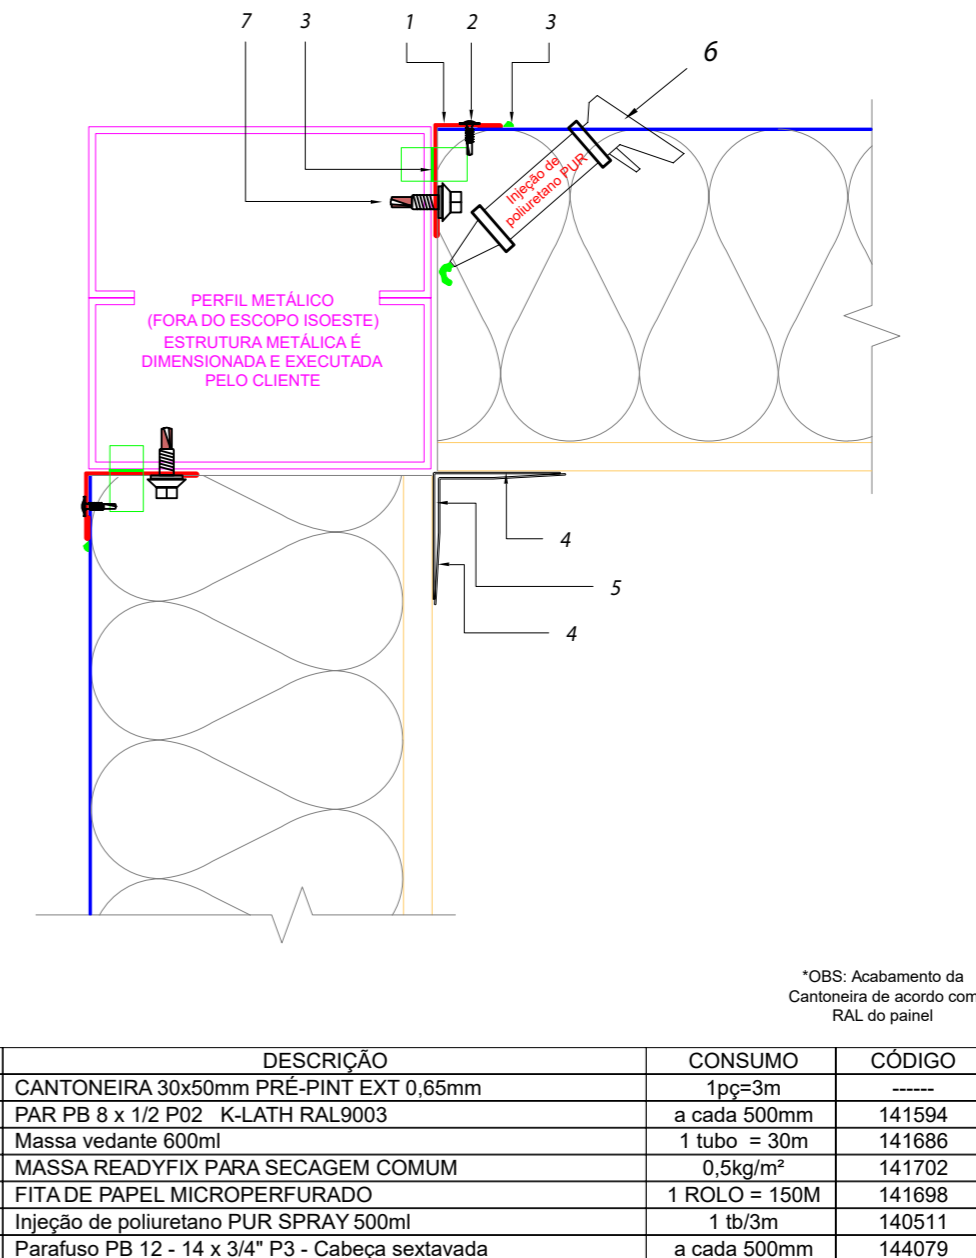 7 3 1 2 3
6
3
7
Injeção de
poliuretano PUR
PERFIL METÁLICO
(FORA DO ESCOPO ISOESTE)
ESTRUTURA METÁLICA É
DIMENSIONADA E EXECUTADA
PELO CLIENTE
4
5
4
*OBS: Acabamento da
Cantoneira de acordo com
RAL do painel
DESCRIÇÃO CONSUMO CÓDIGO
CANTONEIRA 30x50mm PRÉ-PINT EXT 0,65mm 1pç=3m ------
PAR PB 8 x 1/2 P02 K-LATH RAL9003 a cada 500mm 141594
Massa vedante 600ml 1 tubo = 30m 141686
MASSA READYFIX PARA SECAGEM COMUM 0,5kg/m² 141702
FITA DE PAPEL MICROPERFURADO 1 ROLO = 150M 141698
Injeção de poliuretano PUR SPRAY 500ml 1 tb/3m 140511
Parafuso PB 12 - 14 x 3/4" P3 - Cabeça sextavada a cada 500mm 144079